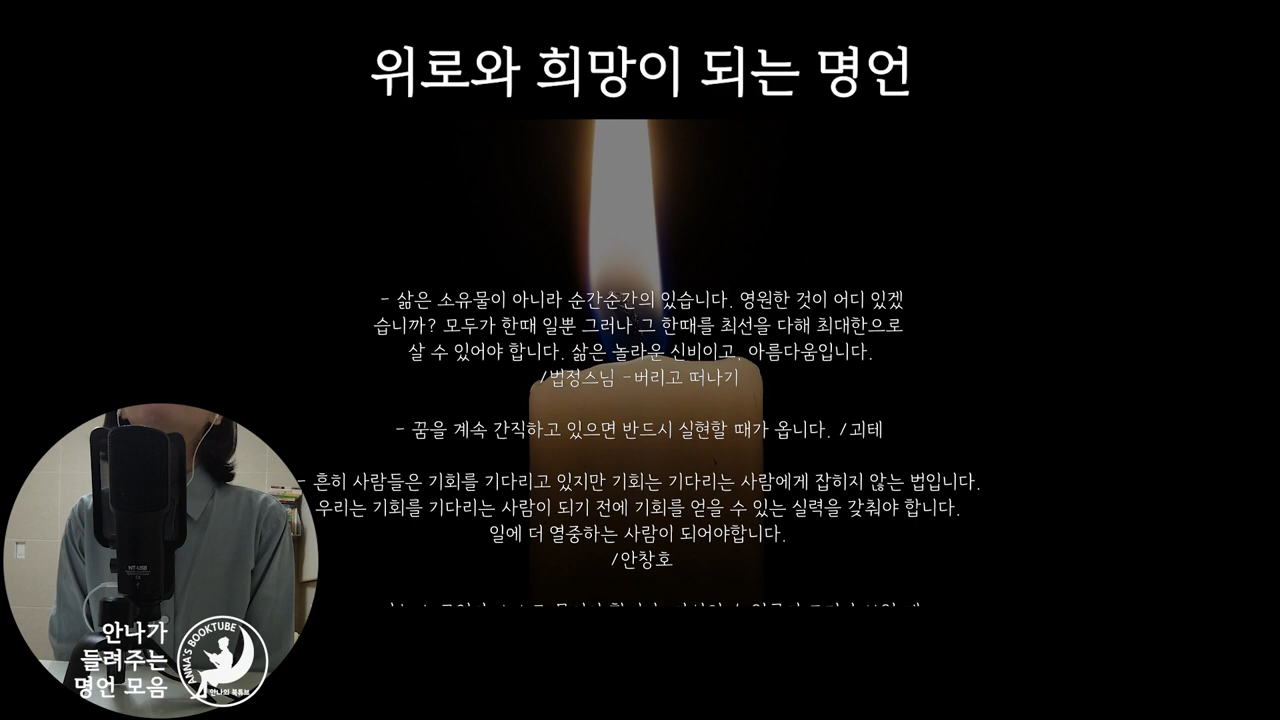 위로와 희망이 되는 명언
- 삶은 소유물이 아니라 순간순간의 있습니다. 영원한 것이 어디 있겠
습니까? 모두가 한때 일뿐 그러나 그 한때를 최선을 다해 최대한으로
살 수 있어야 합니다. 삶은 놀라운 신비이고, 아름다움입니다.
/법정스님 -버리고 떠나기
- 꿈을 계속 간직하고 있으면 반드시 실현할 때가 옵니다. /괴테
- 흔히 사람들은 기회를 기다리고 있지만 기회는 기다리는 사람에게 잡히지 않는 법입니다.
우리는 기회를 기다리는 사람이 되기 전에 기회를 얻을 수 있는 실력을 갖춰야 합니다.
일에 더 열중하는 사람이 되어야합니다.
/안창호
NT-USB
안나가
들려주는
명언 모음
ANNA'S BOOKTUBE
안나의 북튜브